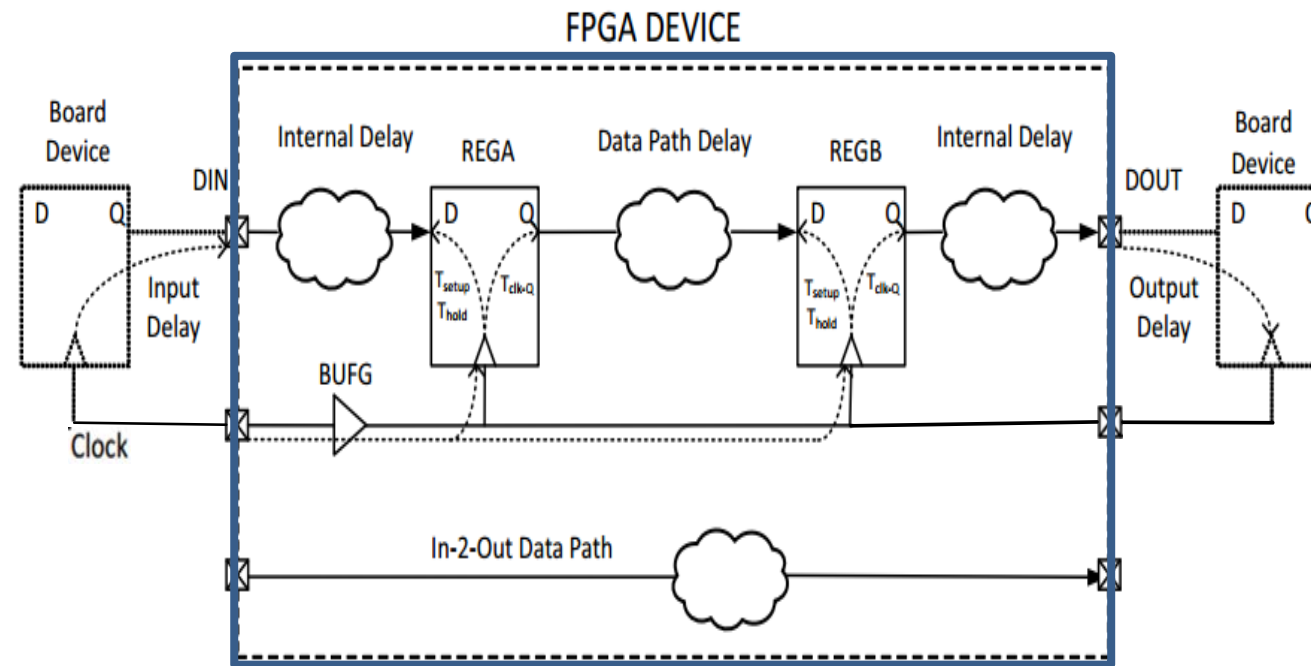 FPGA DEVICE
Board
Device
D Q
Input
Delay
Clock
DIN
Internal Delay
REGA
D Q
Tsetup
Thold
Tclk-Q
BUFG
Data Path Delay
REGB
D Q
Tsetup
Thold
Tclk-Q
Internal Delay
DOUT
Output
Delay
Board
Device
D Q
In-2-Out Data Path